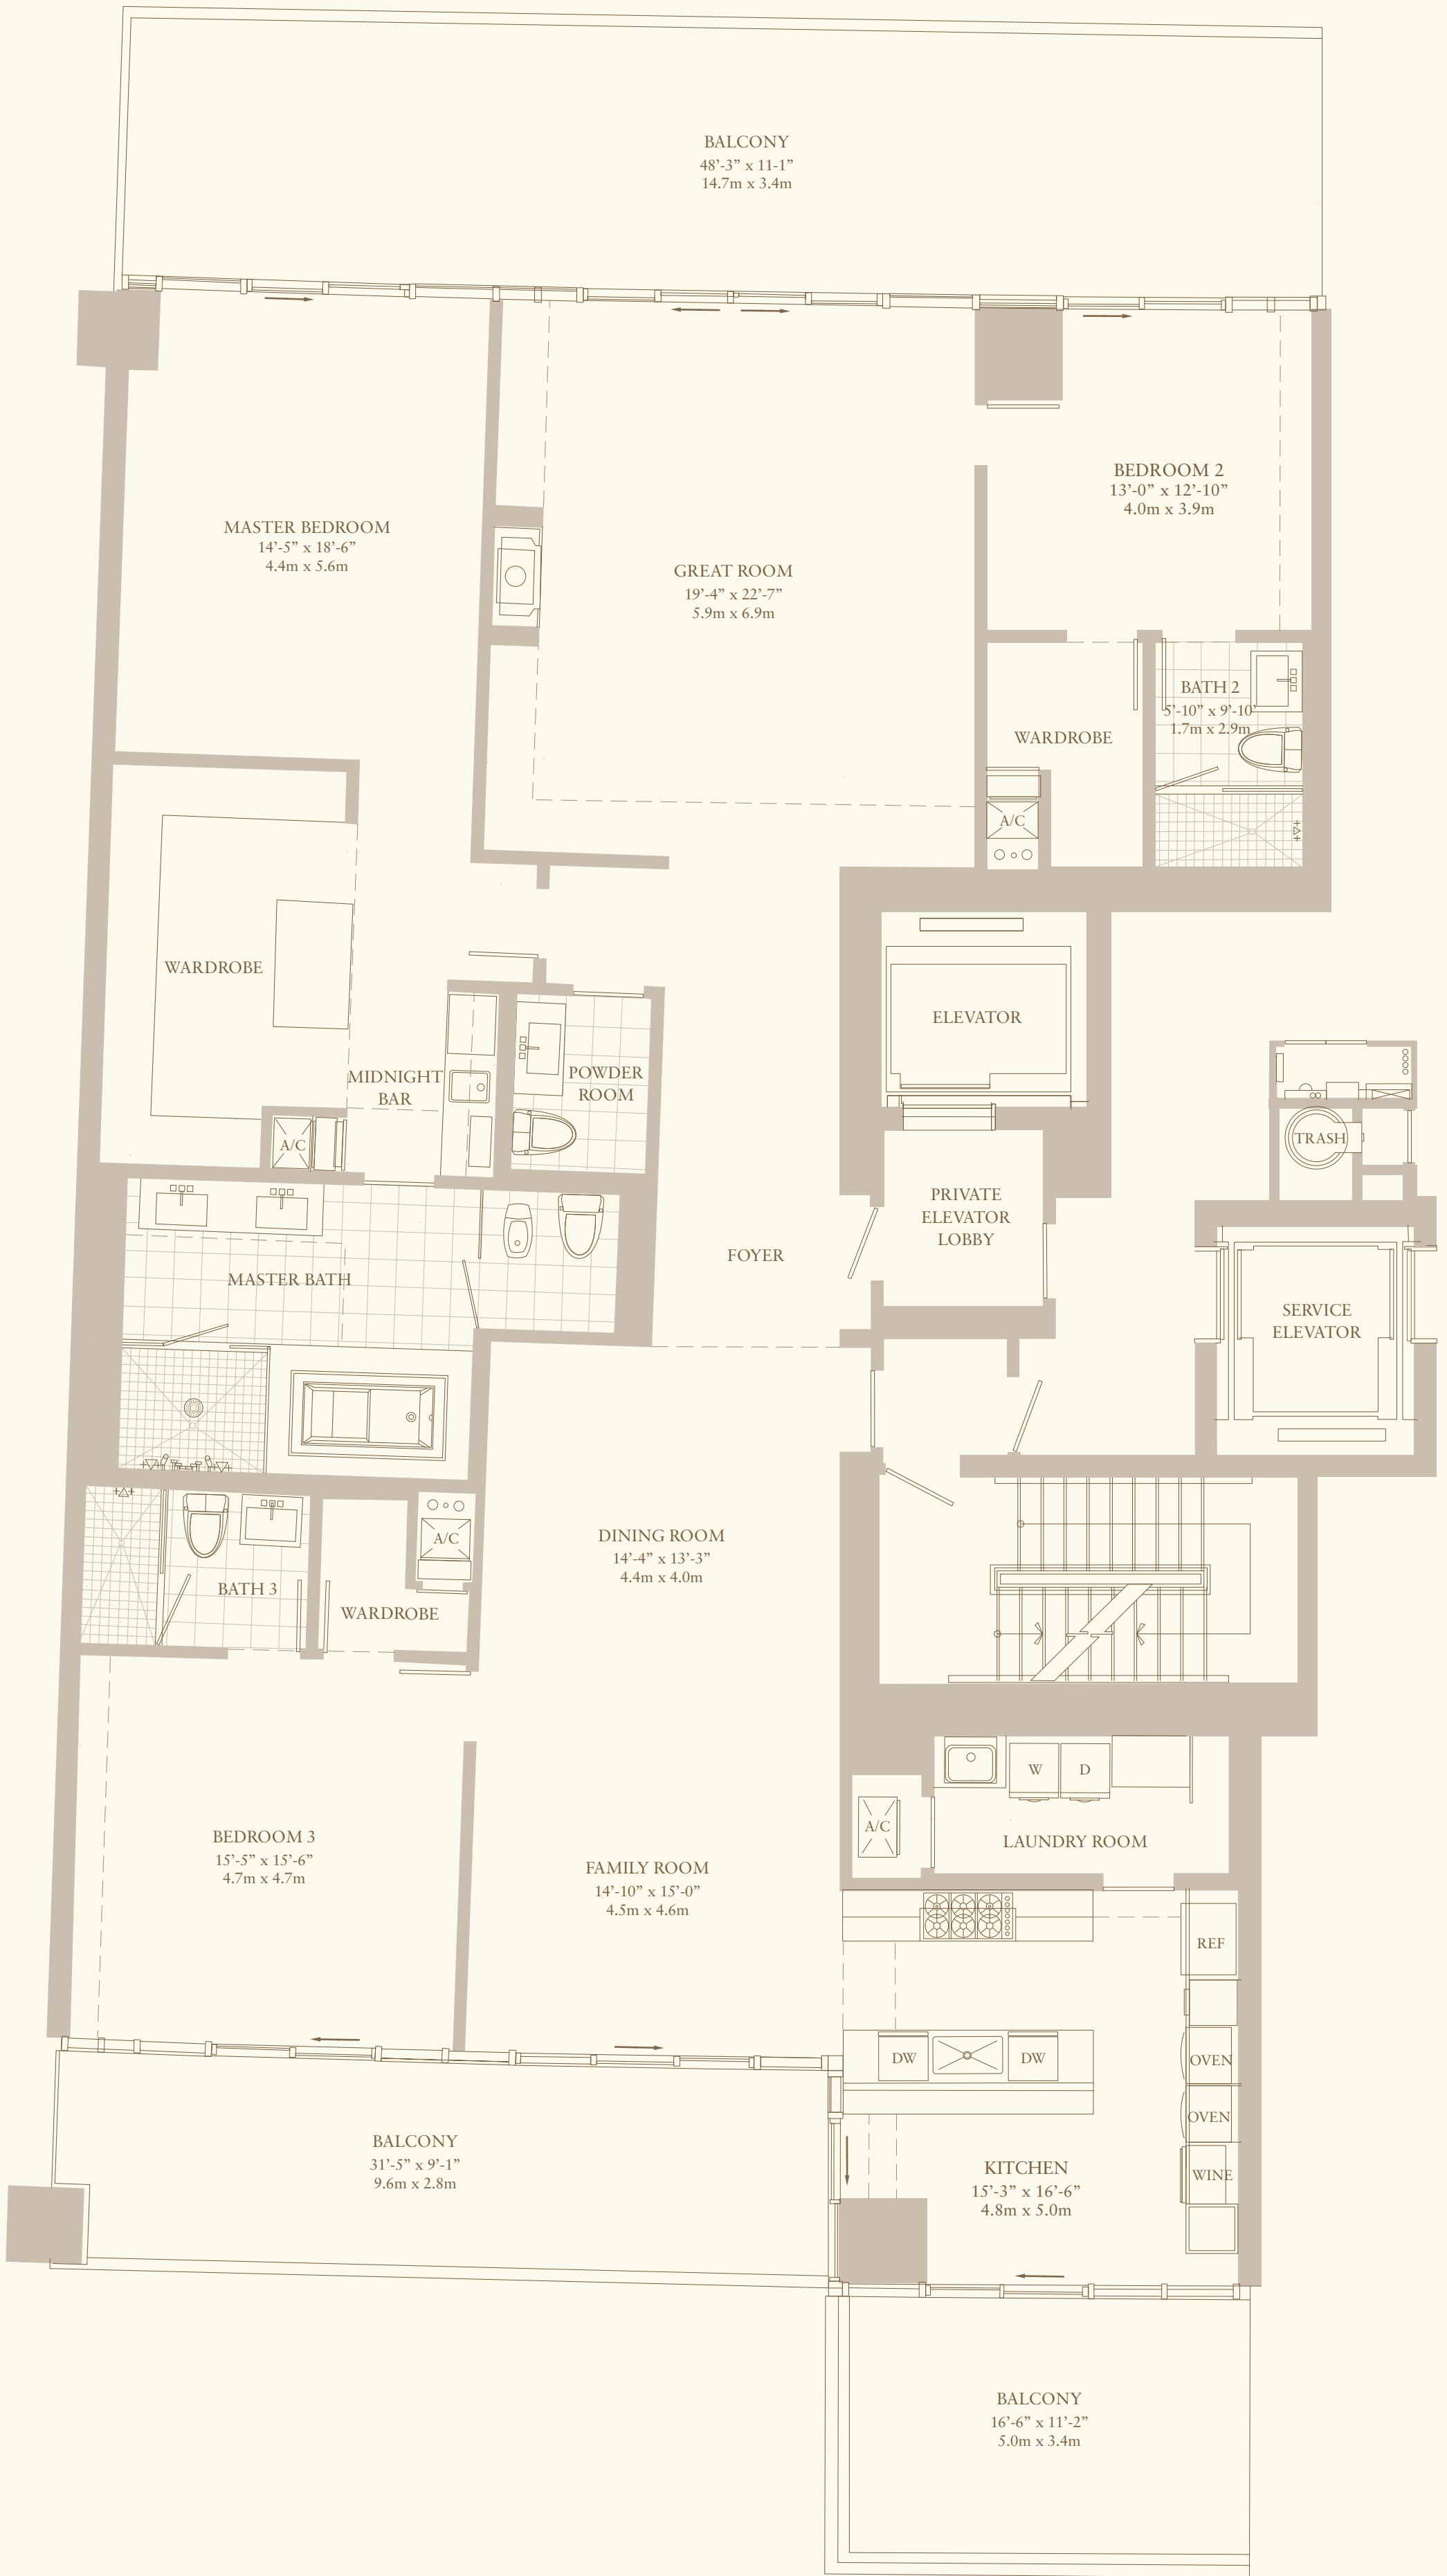 BALCONY
48’-3” x 11-1”
14.7m x 3.4m
MASTER BEDROOM
14’-5” x 18’-6”
4.4m x 5.6m
GREAT ROOM
19’-4” x 22’-7”
5.9m x 6.9m
BEDROOM 2
13’-0” x 12’-10”
4.0m x 3.9m
BATH 2
5’-10” x 9’-10’
1.7m x 2.9m
WARDROBE
A/C
WARDROBE
ELEVATOR
MIDNIGHT
BAR
POWDER
ROOM
A/C
TRASH
PRIVATE
ELEVATOR
LOBBY
FOYER
MASTER BATH
SERVICE
ELEVATOR
DINING ROOM
14’-4” x 13’-3”
4.4m x 4.0m
A/C
BATH 3
WARDROBE
W
D
A/C
LAUNDRY ROOM
BEDROOM 3
15’-5” x 15’-6”
4.7m x 4.7m
FAMILY ROOM
14’-10” x 15’-0”
4.5m x 4.6m
REF
DW
DW
OVEN
OVEN
WINE
BALCONY
31’-5” x 9’-1”
9.6m x 2.8m
KITCHEN
15’-3” x 16’-6”
4.8m x 5.0m
BALCONY
16’-6” x 11’-2”
5.0m x 3.4m